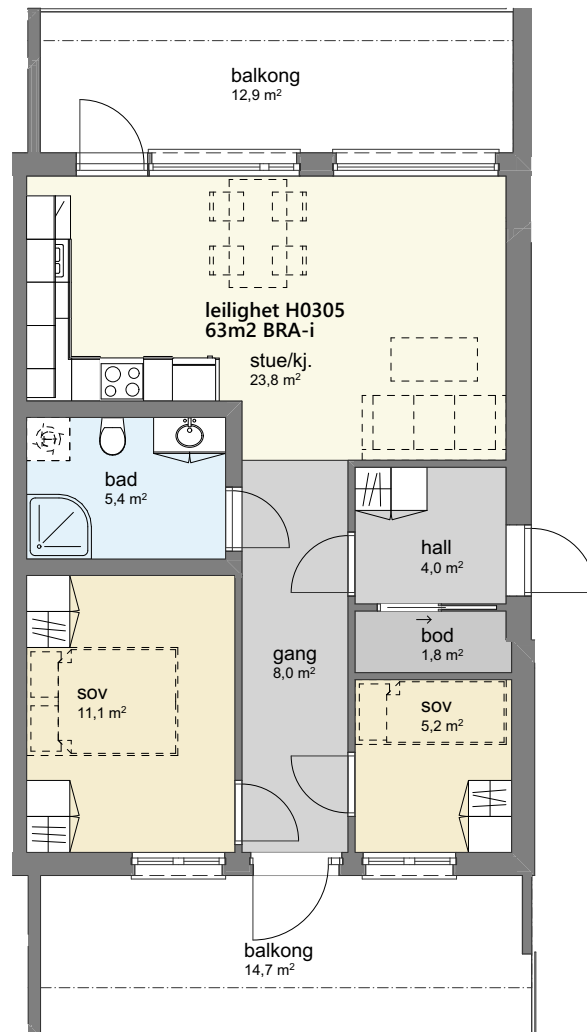 balkong
12,9 m²
leilighet H0305
63m2 BRA-i
stue/kj.
23,8 m²
bad
5,4 m²
hall
4,0 m²
bod
1,8 m²
gang
8,0 m²
sov
11,1 m²
sov
5,2 m²
balkong
14,7 m²